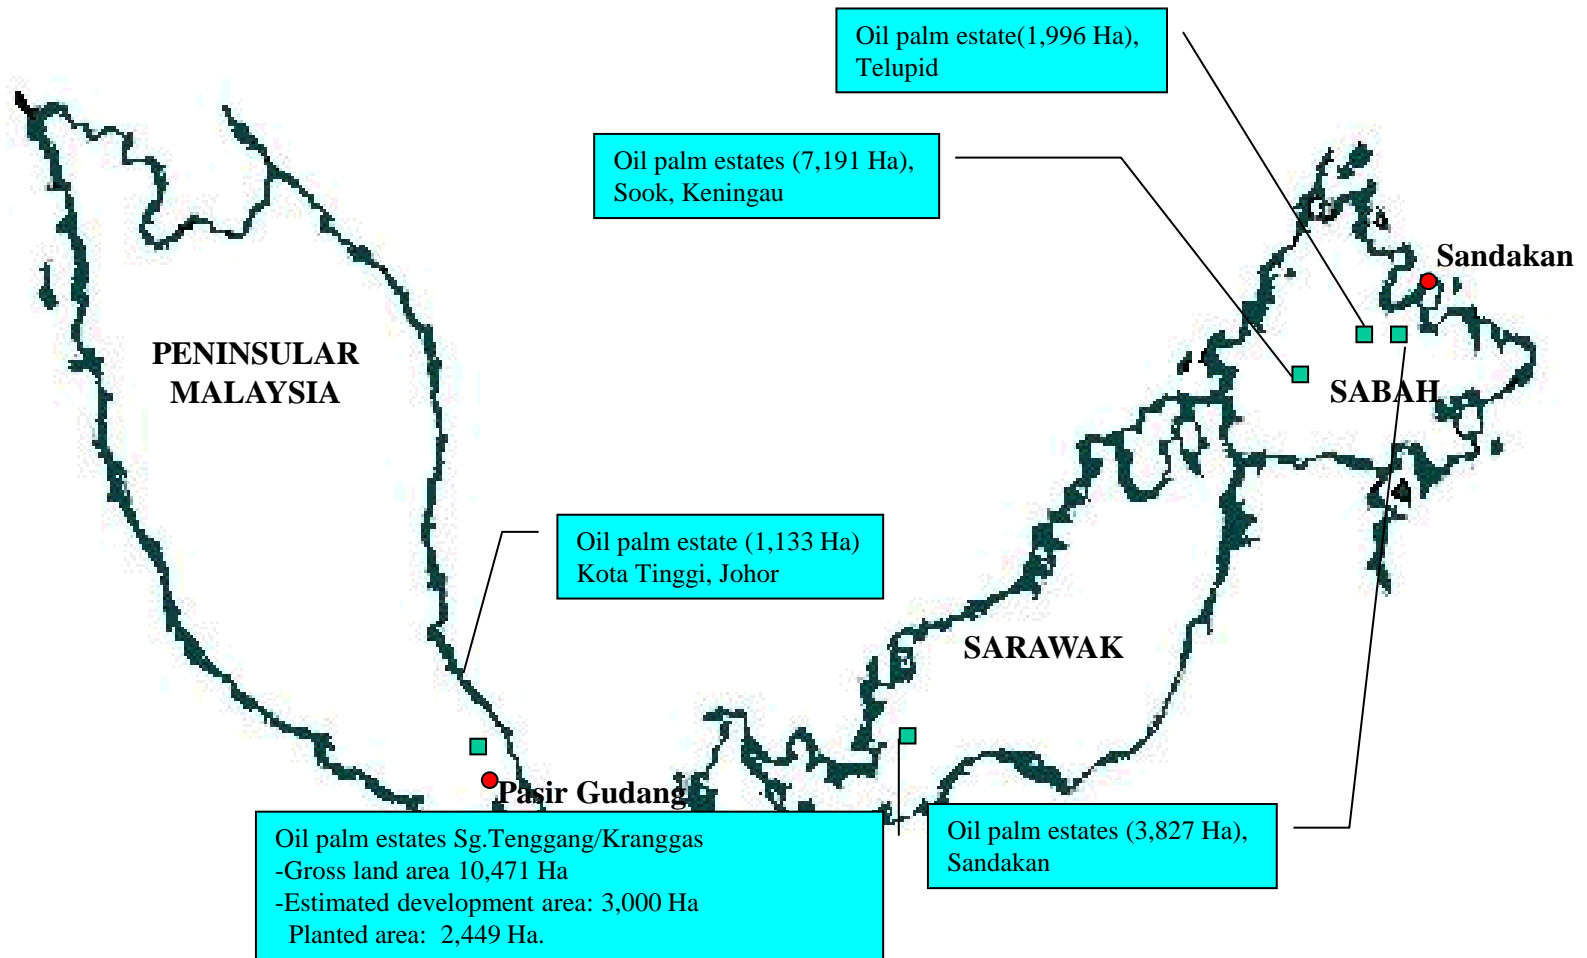 Oil palm estate(1,996 Ha),
Telupid
Oil palm estates (7,191 Ha),
Sook, Keningau
Sandakan
PENINSULAR
MALAYSIA
SABAH
Oil palm estate (1,133 Ha)
Kota Tinggi, Johor
SARAWAK
Pasir Gudang
Oil palm estates Sg.Tenggang/Kranggas
-Gross land area 10,471 Ha
-Estimated development area: 3,000 Ha
Planted area: 2,449 Ha.
Oil palm estates (3,827 Ha),
Sandakan